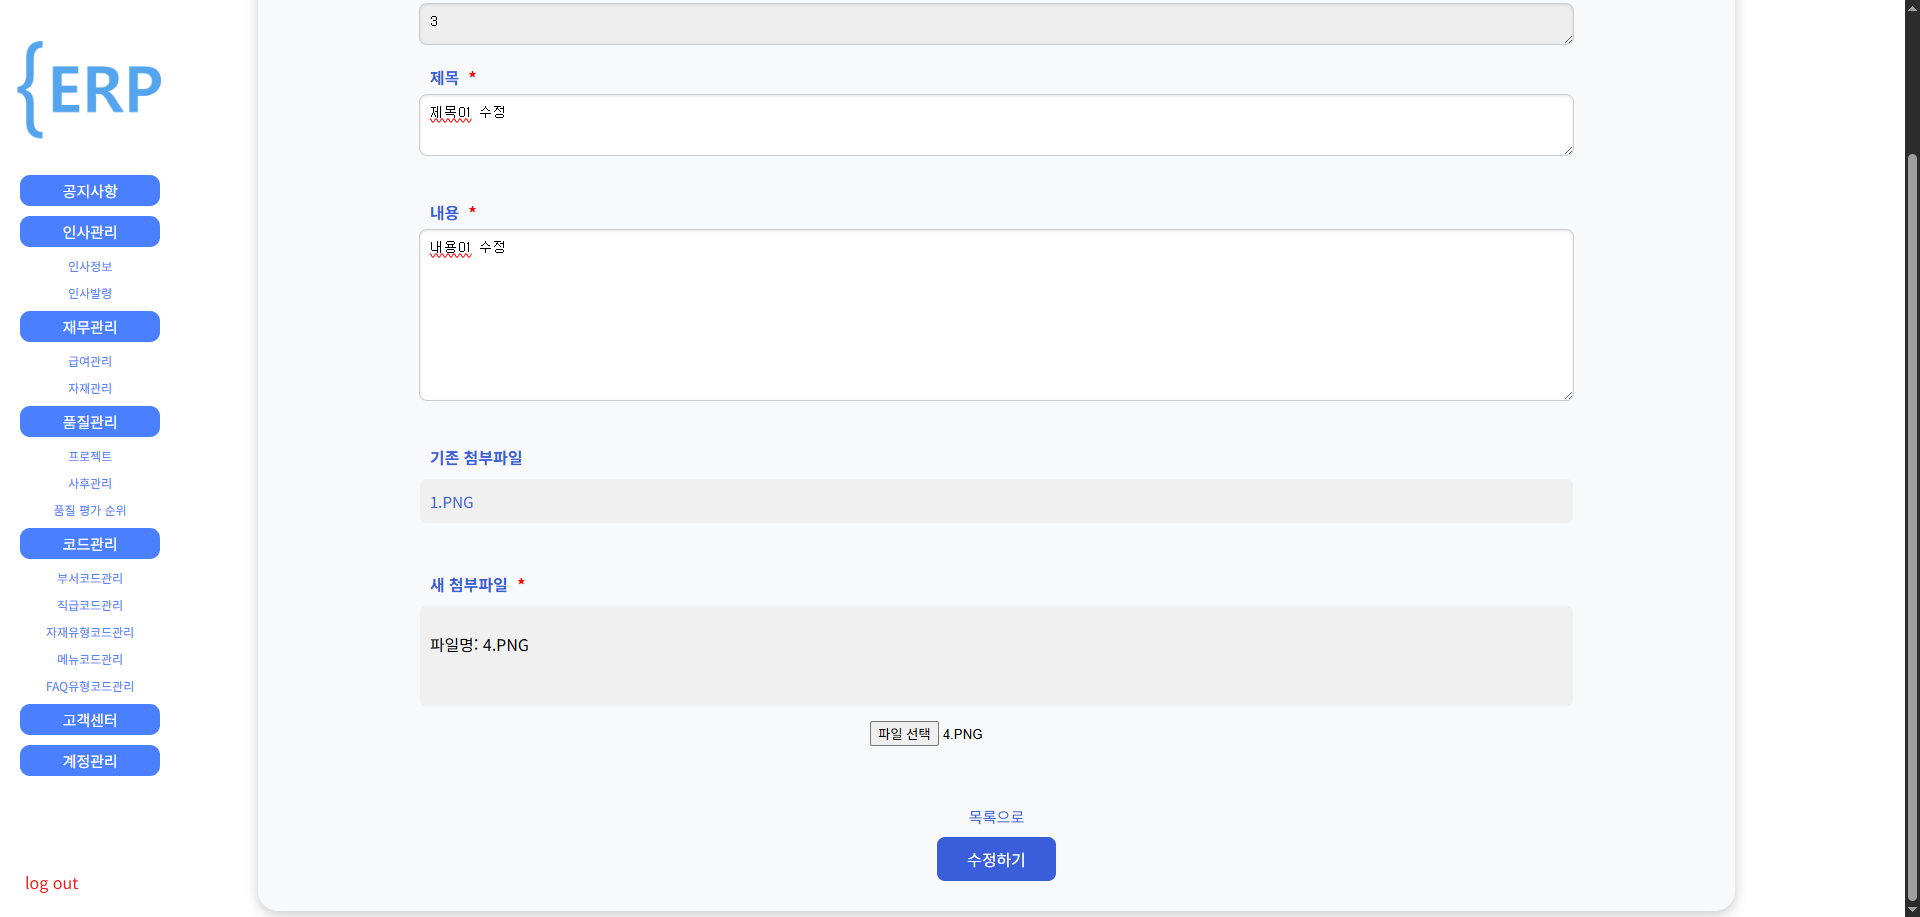 {ERP
공지사항
인사관리
인사정보
인사발령
재무관리
급여관리
자재관리
품질관리
프로젝트
사후관리
품질 평가 순위
코드관리
부서코드관리
직급코드관리
자재유형코드관리
메뉴코드관리
FAQ유형코드관리
고객센터
계정관리
log out
3
제목 *
제목01 수정
내용 *
내용01 수정
기존 첨부파일
1.PNG
새 첨부파일 *
파일명: 4.PNG
파일 선택 4.PNG
목록으로
수정하기